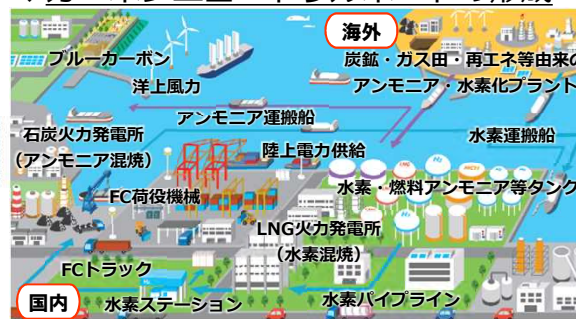 海外
ブルーカーボン
炭鉱・ガス田・再エネ等由来の
アンモニア・水素化プラント
洋上風力
アンモニア運搬船
石炭火力発電所
（アンモニア混焼）
陸上電力供給
水素運搬船
FC荷役機械
水素・燃料アンモニア等タンク
LNG火力発電所
（水素混焼）
FCトラック
国内
水素ステーション
水素パイプライン